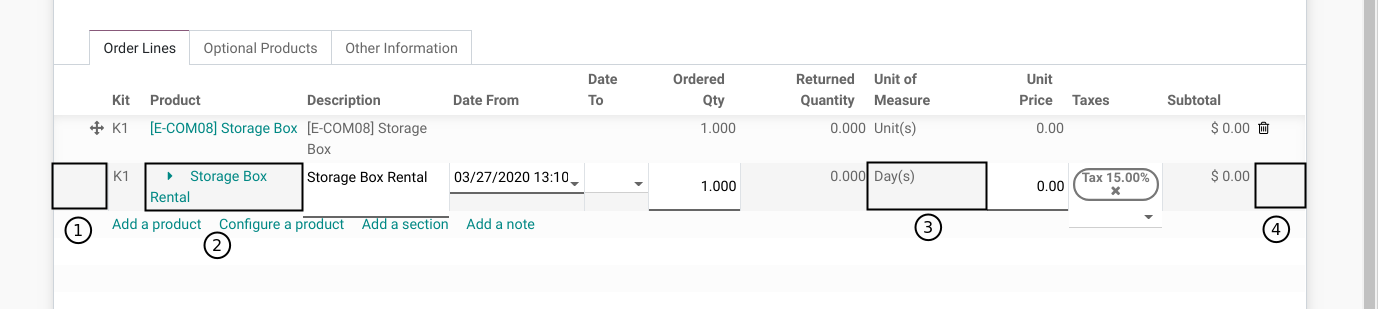 Order Lines Optional Products Other Information
Date Ordered Returned Unit of Unit
Kit Product Description Date From To Qty Quantity Measure Price Taxes Subtotal
K1 [E-COM08] Storage Box [E-COM08] Storage 1.000 0.000 Unit(s) 0.00 $ 0.00
Box
K1 Storage Box Storage Box Rental 03/27/2020 13:10 1.000 0.000 Day(s) 0.00 Tax 15.00% $ 0.00
Rental
Add a product Configure a product Add a section Add a note
1 2 3 4